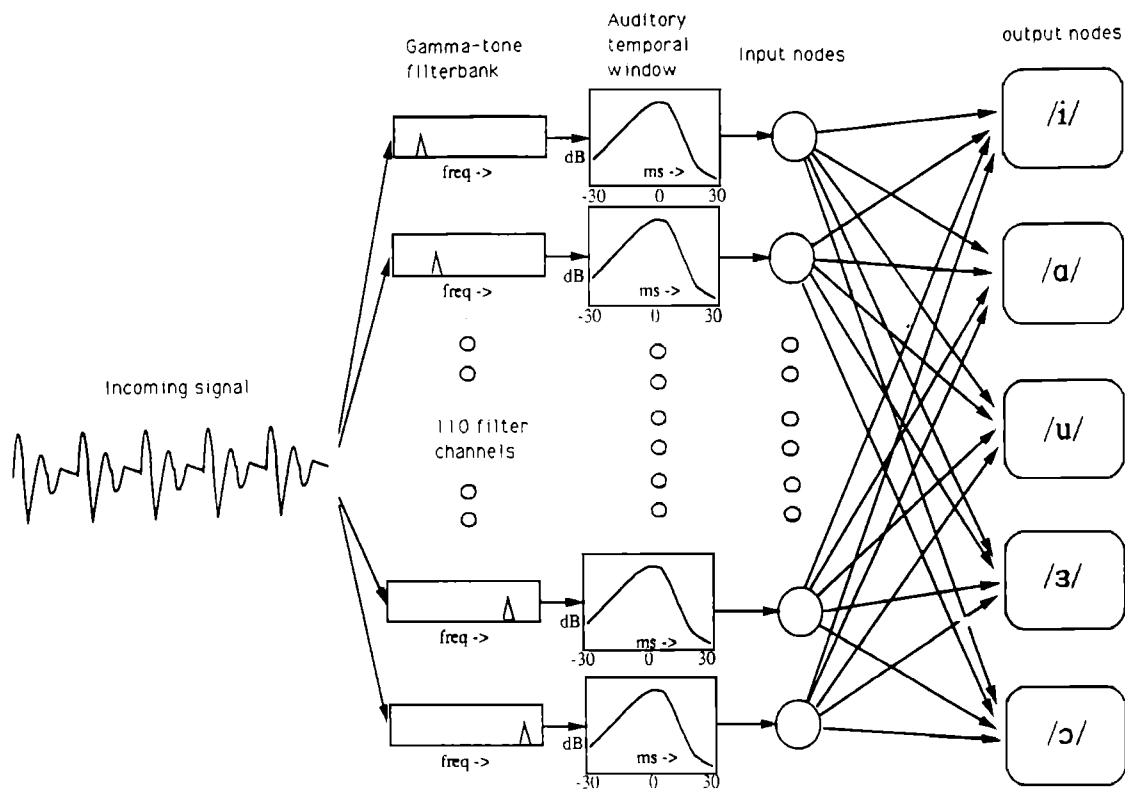 Gamma-tone
filterbank
Auditory
temporal
window
Input nodes
output nodes
freq ->
dB
ms ->
-30 0 30
/i/
freq ->
dB
ms ->
-30 0 30
/ɑ/
Incoming signal
110 filter
channels
/u/
freq ->
dB
ms ->
-30 0 30
/ɜ/
freq ->
dB
ms ->
-30 0 30
/ɔ/